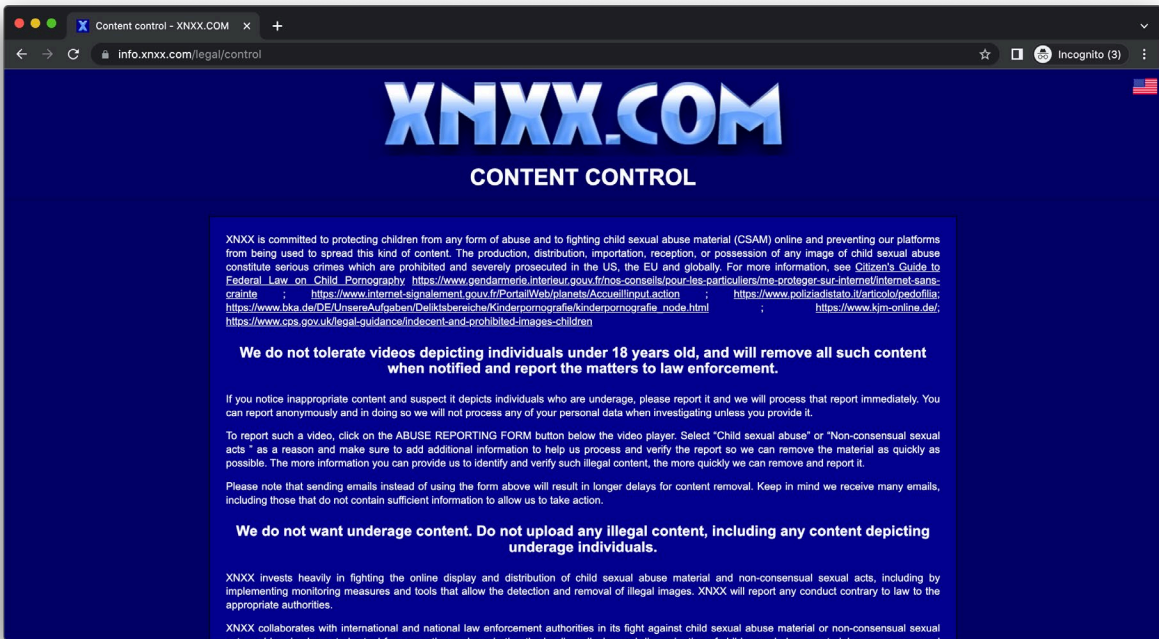 Content control - XNXX.COM
info.xnxx.com/legal/control
Incognito (3)
XNXX.COM
CONTENT CONTROL
XNXX is committed to protecting children from any form of abuse and to fighting child sexual abuse material (CSAM) online and preventing our platforms
from being used to spread this kind of content. The production, distribution, importation, reception, or possession of any image of child sexual abuse
constitute serious crimes which are prohibited and severely prosecuted in the US, the EU and globally. For more information, see Citizen's Guide to
Federal Law on Child Pornography https://www.gendarmerie.interieur.gouv.fr/nos-conseils/pour-les-particuliers/me-proteger-sur-internet/internet-sans-
crainte ; https://www.internet-signalement.gouv.fr/PortailWeb/planets/Accueil!input.action ; https://www.poliziadistato.it/articolo/pedofilia;
https://www.bka.de/DE/UnsereAufgaben/Deliktsbereiche/Kinderpornografie/kinderpornografie_node.html ; https://www.kjm-online.de/;
https://www.cps.gov.uk/legal-guidance/indecent-and-prohibited-images-children
We do not tolerate videos depicting individuals under 18 years old, and will remove all such content
when notified and report the matters to law enforcement.
If you notice inappropriate content and suspect it depicts individuals who are underage, please report it and we will process that report immediately. You
can report anonymously and in doing so we will not process any of your personal data when investigating unless you provide it.
To report such a video, click on the ABUSE REPORTING FORM button below the video player. Select “Child sexual abuse” or “Non-consensual sexual
acts ” as a reason and make sure to add additional information to help us process and verify the report so we can remove the material as quickly as
possible. The more information you can provide us to identify and verify such illegal content, the more quickly we can remove and report it.
Please note that sending emails instead of using the form above will result in longer delays for content removal. Keep in mind we receive many emails,
including those that do not contain sufficient information to allow us to take action.
We do not want underage content. Do not upload any illegal content, including any content depicting
underage individuals.
XNXX invests heavily in fighting the online display and distribution of child sexual abuse material and non-consensual sexual acts, including by
implementing monitoring measures and tools that allow the detection and removal of illegal images. XNXX will report any conduct contrary to law to the
appropriate authorities.
XNXX collaborates with international and national law enforcement authorities in its fight against child sexual abuse material or non-consensual sexual